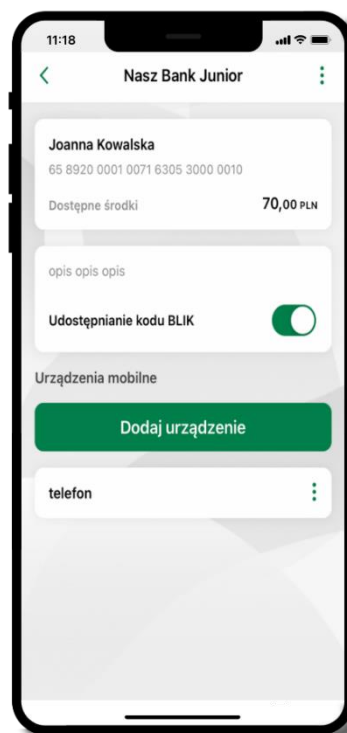 11:18
Nasz Bank Junior
Joanna Kowalska
65 8920 0001 0071 6305 3000 0010
Dostępne środki 70,00 PLN
opis opis opis
Udostępnianie kodu BLIK
Urządzenia mobilne
Dodaj urządzenie
telefon